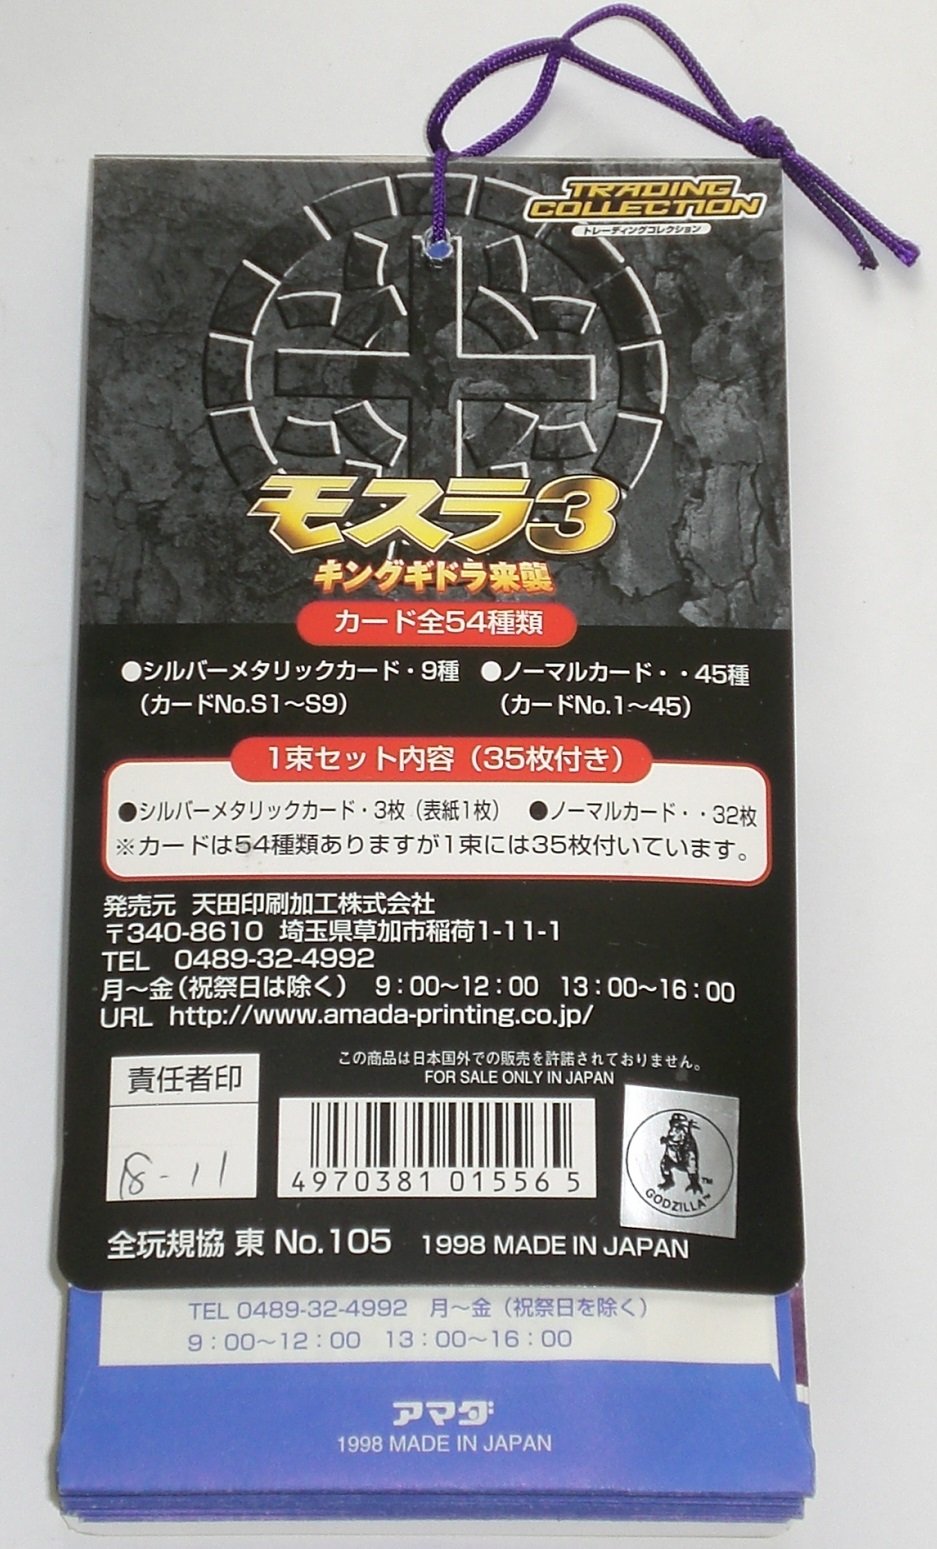 TRADING
COLLECTION
トレーディングコレクション
モスラ3
キングギドラ来襲
カード全54種類
●シルバーメタリックカード・9種 ●ノーマルカード・・45種
（カードNo.S1～S9） （カードNo.1～45）
1束セット内容（35枚付き）
●シルバーメタリックカード・3枚（表紙1枚） ●ノーマルカード・・32枚
※カードは54種類ありますが1束には35枚付いています。
発売元 天田印刷加工株式会社
〒340-8610 埼玉県草加市稲荷1-11-1
TEL 0489-32-4992
月～金（祝祭日は除く） 9：00～12：00 13：00～16：00
URL http://www.amada-printing.co.jp/
この商品は日本国外での販売を許諾されておりません。
FOR SALE ONLY IN JAPAN
責任者印
18-11
4970381015565
GODZILLA™
TM
全玩規協 東 No.105 1998 MADE IN JAPAN
TEL 0489-32-4992 月～金（祝祭日を除く）
9：00～12：00 13：00～16：00
アマダ
1998 MADE IN JAPAN